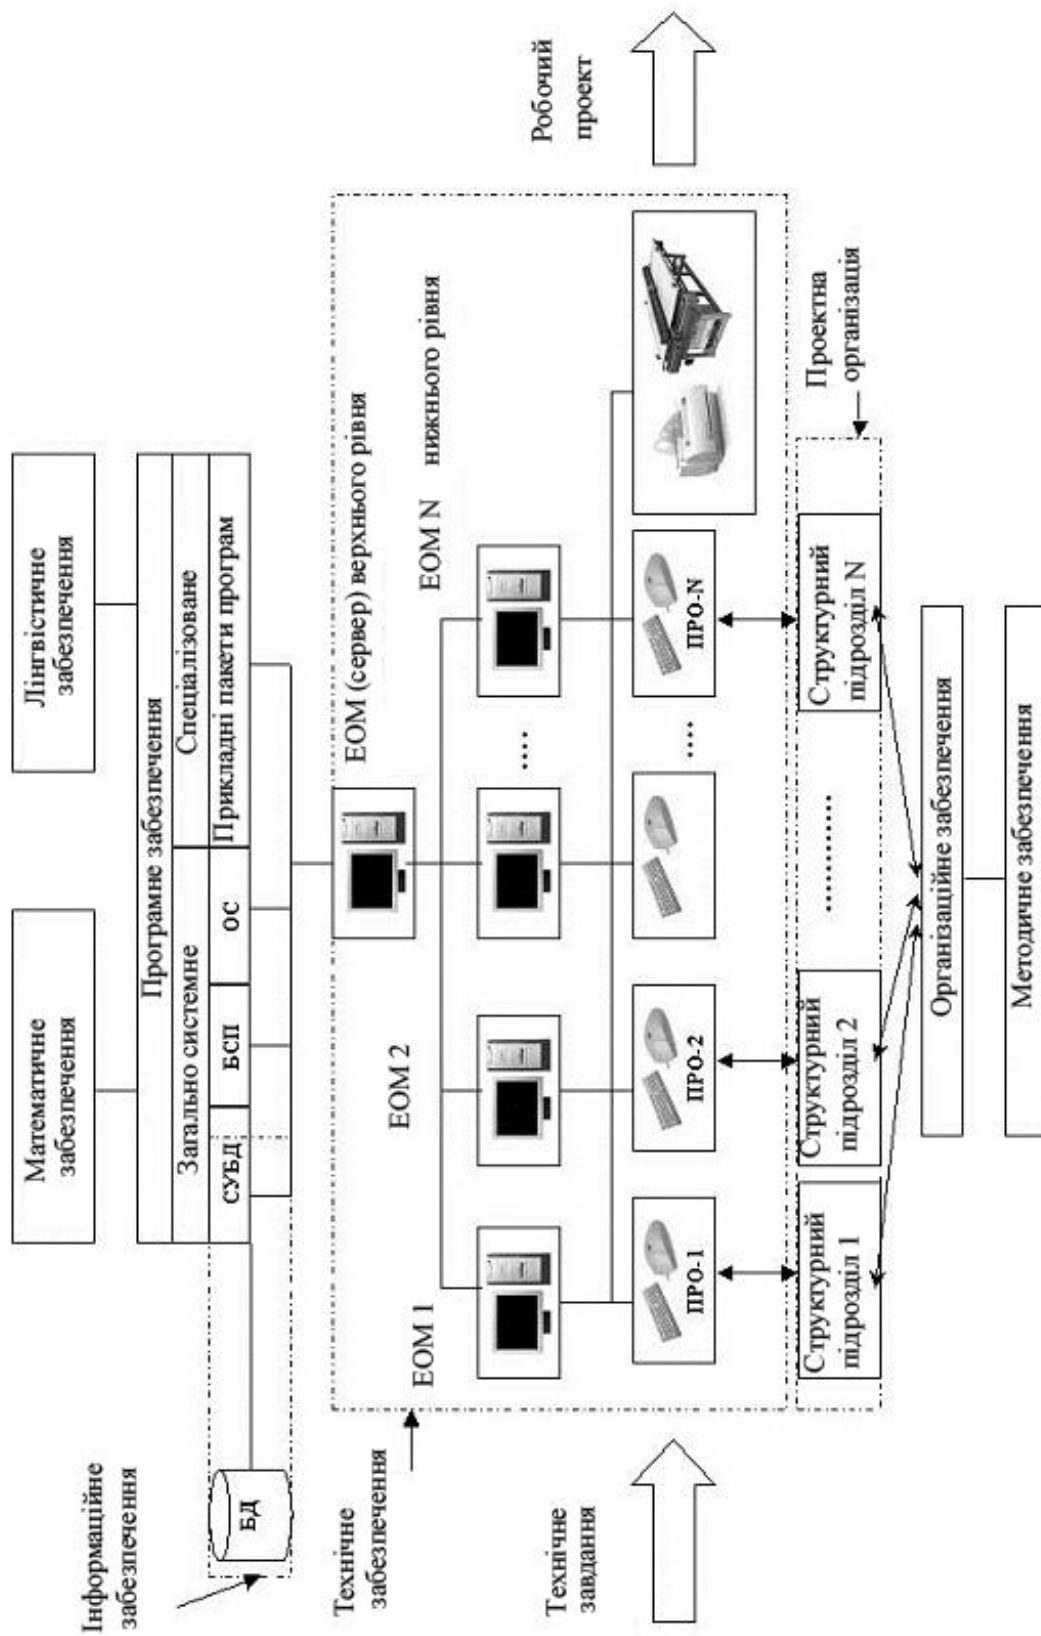 Математичне
забезпечення
Лінгвістичне
забезпечення
Програмне забезпечення
Загально системне
Спеціалізоване
СУБД
БСП
ОС
Прикладні пакети програм
Інформаційне
забезпечення
БД
Технічне
забезпечення
ЕОМ (сервер) верхнього рівня
ЕОМ 1
ЕОМ 2
ЕОМ N
нижнього рівня
....
ПРО-1
ПРО-2
....
ПРО-N
Технічне
завдання
Робочий
проект
Проектна
організація
Структурний
підрозділ 1
Структурний
підрозділ 2
...........
Структурний
підрозділ N
Організаційне забезпечення
Методичне забезпечення